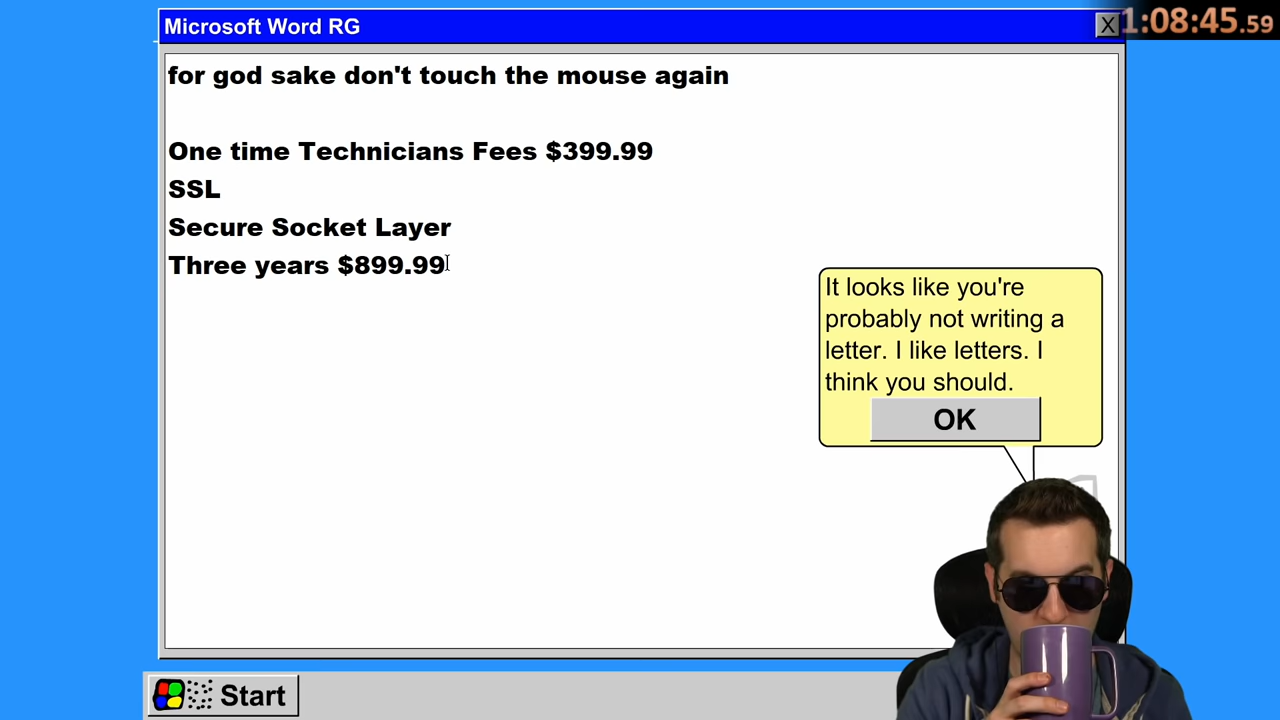 Microsoft Word RG
X
1:08:45.59
for god sake don't touch the mouse again
One time Technicians Fees $399.99
SSL
Secure Socket Layer
Three years $899.99
It looks like you're
probably not writing a
letter. I like letters. I
think you should.
OK
Start